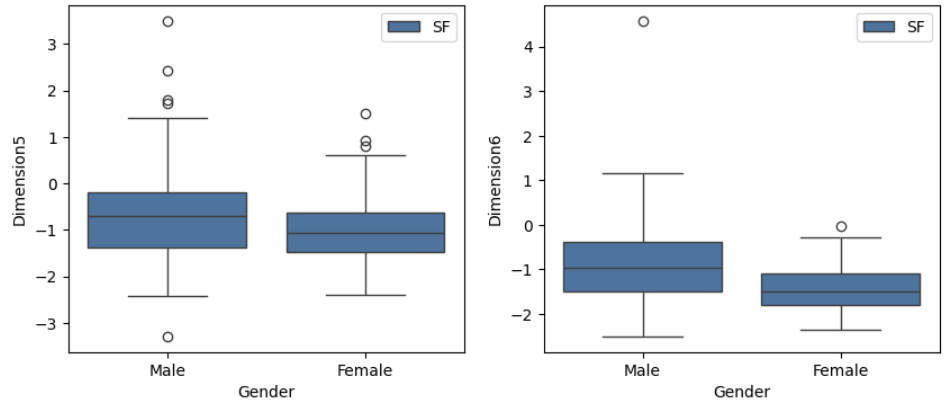 SF
3
2
1
0
−1
−2
−3
Dimension5
Male
Female
Gender
SF
4
3
2
1
0
−1
−2
Dimension6
Male
Female
Gender